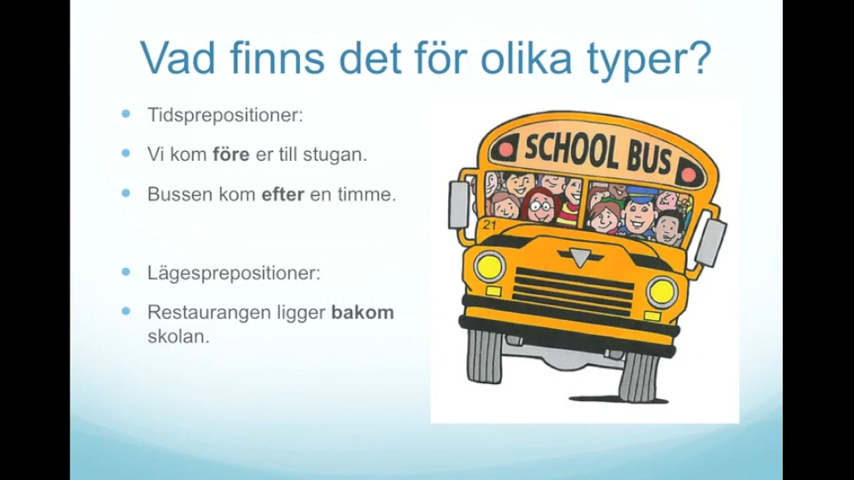 Vad finns det för olika typer?
Tidsprepositioner:
Vi kom före er till stugan.
Bussen kom efter en timme.
Lägesprepositioner:
Restaurangen ligger bakom
skolan.
SCHOOL BUS
21